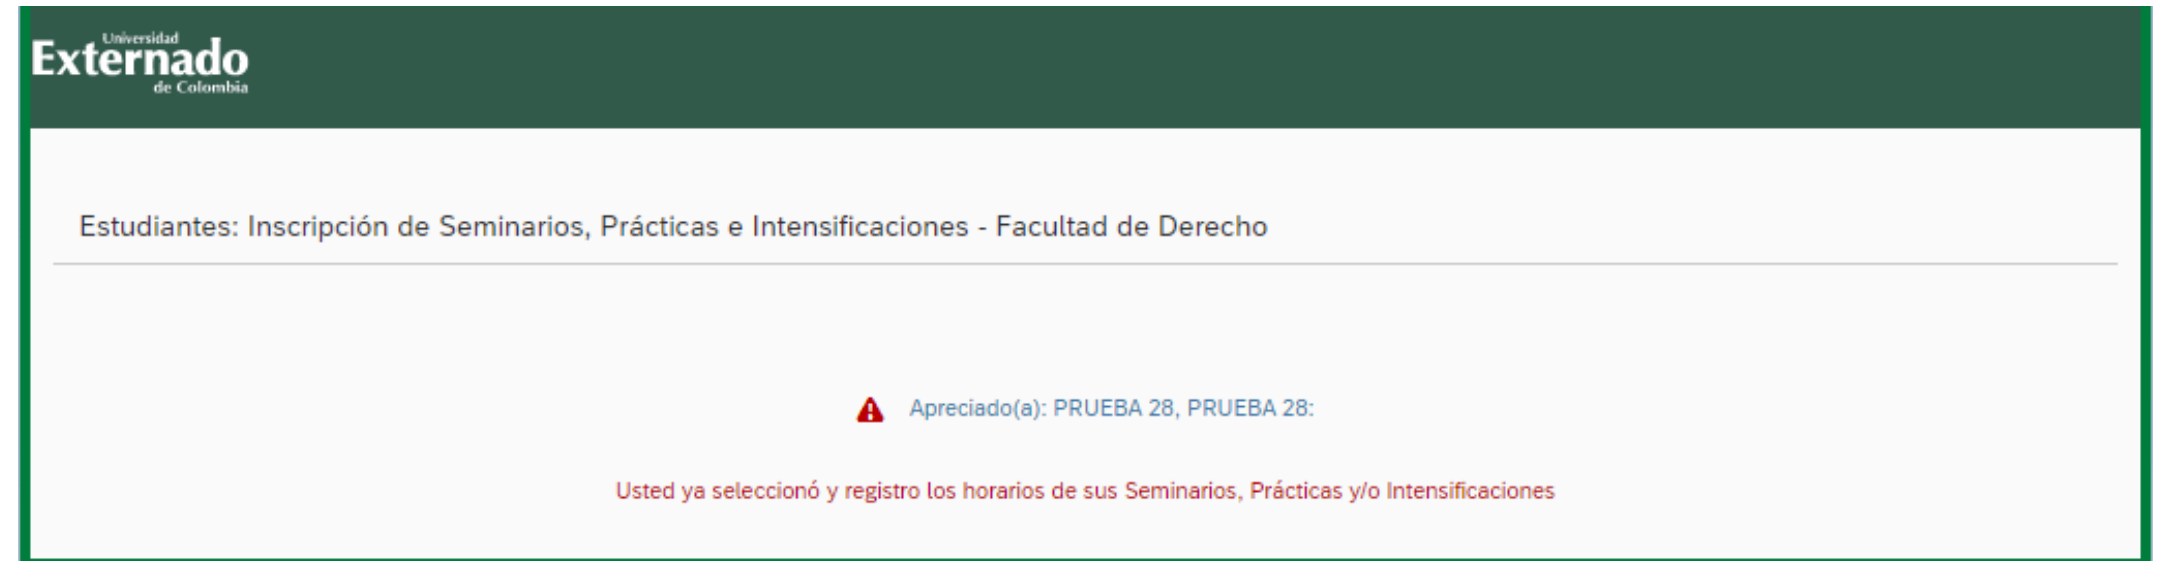 Universidad
Externado
de Colombia
Estudiantes: Inscripción de Seminarios, Prácticas e Intensificaciones - Facultad de Derecho
Apreciado(a): PRUEBA 28, PRUEBA 28:
Usted ya seleccionó y registro los horarios de sus Seminarios, Prácticas y/o Intensificaciones